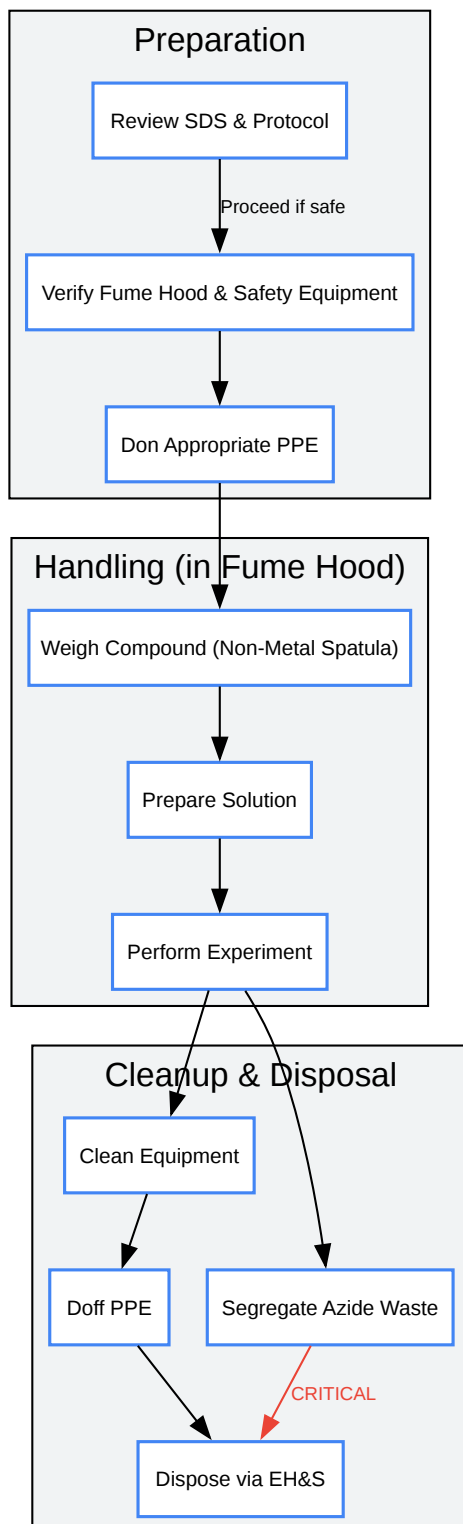 Preparation
Review SDS & Protocol
Proceed if safe
Verify Fume Hood & Safety Equipment
Don Appropriate PPE
Handling (in Fume Hood)
Weigh Compound (Non-Metal Spatula)
Prepare Solution
Perform Experiment
Cleanup & Disposal
Clean Equipment
Doff PPE
Segregate Azide Waste
CRITICAL
Dispose via EH&S